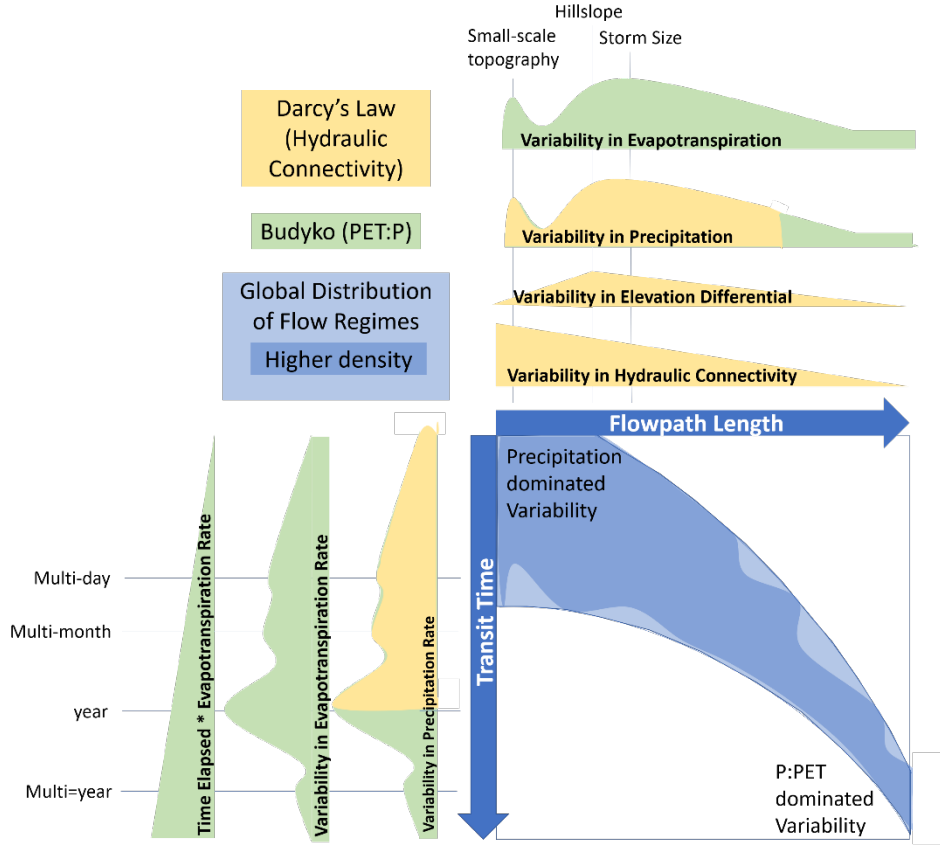 Hillslope
Small-scale
topography
Storm Size
Darcy's Law
(Hydraulic
Connectivity)
Variability in Evapotranspiration
Budyko (PET:P)
Variability in Precipitation
Global Distribution
of Flow Regimes
Higher density
Variability in Elevation Differential
Variability in Hydraulic Connectivity
Flowpath Length
Precipitation
dominated
Variability
Multi-day
Multi-month
year
Multi=year
Time Elapsed * Evapotranspiration Rate
Variability in Evapotranspiration Rate
Variability in Precipitation Rate
Transit Time
P:PET
dominated
Variability